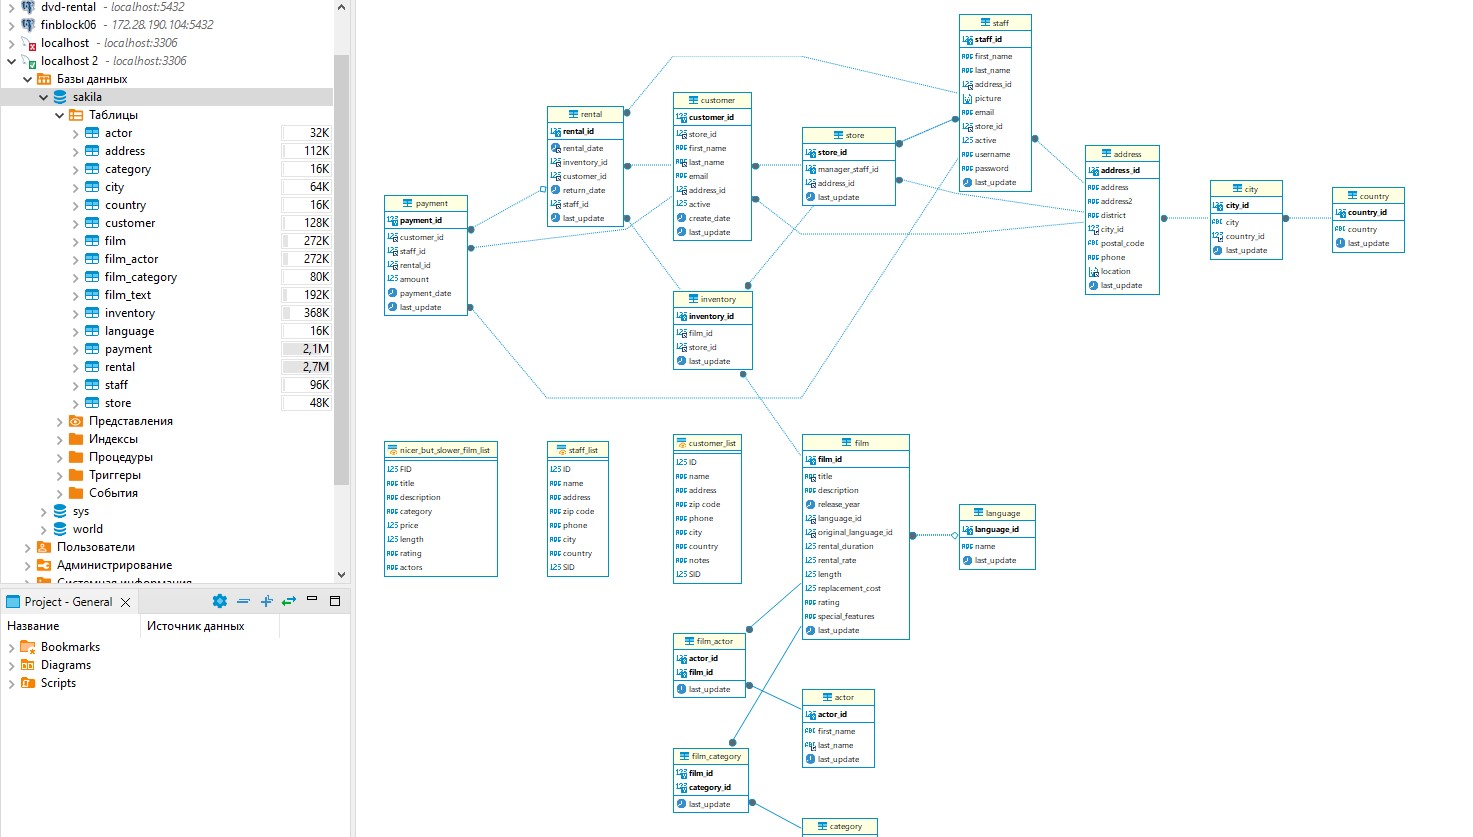 dvd-rental - localhost:5432
finblock06 - 172.28.190.104:5432
localhost - localhost:3306
localhost 2 - localhost:3306
Базы данных
sakila
Таблицы
actor 32K
address 112K
category 16K
city 64K
country 16K
customer 128K
film 272K
film_actor 272K
film_category 80K
film_text 192K
inventory 368K
language 16K
payment 2,1M
rental 2,7M
staff 96K
store 48K
Представления
Индексы
Процедуры
Триггеры
События
sys
world
Пользователи
Администрирование
Системная информация
Project - General
Название Источник данных
Bookmarks
Diagrams
Scripts
payment
payment_id
customer_id
staff_id
rental_id
amount
payment_date
last_update
rental
rental_id
rental_date
inventory_id
customer_id
return_date
staff_id
last_update
customer
customer_id
store_id
first_name
last_name
email
address_id
active
create_date
last_update
store
store_id
manager_staff_id
address_id
last_update
staff
staff_id
first_name
last_name
address_id
picture
email
store_id
active
username
password
last_update
address
address_id
address
address2
district
city_id
postal_code
phone
location
last_update
city
city_id
city
country_id
last_update
country
country_id
country
last_update
inventory
inventory_id
film_id
store_id
last_update
nicer_but_slower_film_list
FID
title
description
category
price
length
rating
actors
staff_list
ID
name
address
zip code
phone
city
country
SID
customer_list
ID
name
address
zip code
phone
city
country
notes
SID
film
film_id
title
description
release_year
language_id
original_language_id
rental_duration
rental_rate
length
replacement_cost
rating
special_features
last_update
language
language_id
name
last_update
film_actor
actor_id
film_id
last_update
actor
actor_id
first_name
last_name
last_update
film_category
film_id
category_id
last_update
category